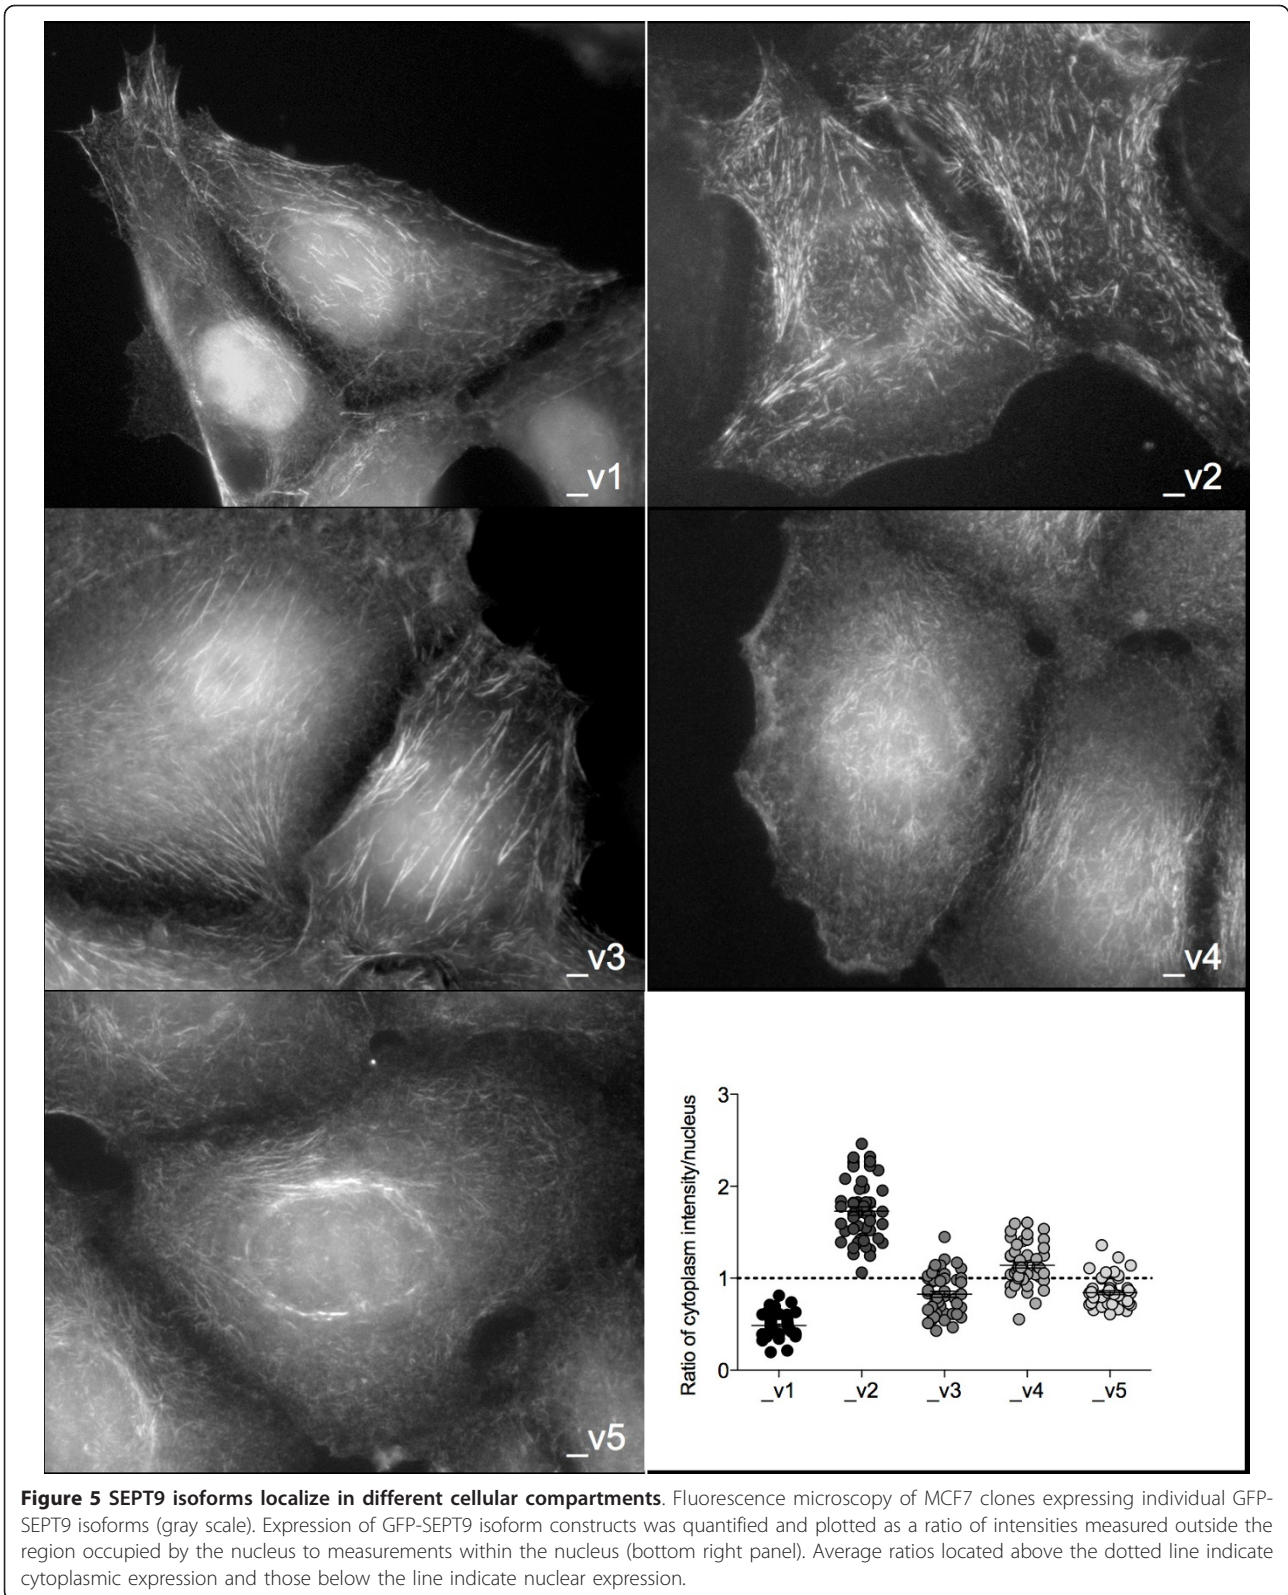 _v1
_v2
_v3
_v4
_v5
Ratio of cytoplasm intensity/nucleus
3
2
1
0
_v1 _v2 _v3 _v4 _v5
Figure 5 SEPT9 isoforms localize in different cellular compartments. Fluorescence microscopy of MCF7 clones expressing individual GFP-
SEPT9 isoforms (gray scale). Expression of GFP-SEPT9 isoform constructs was quantified and plotted as a ratio of intensities measured outside the
region occupied by the nucleus to measurements within the nucleus (bottom right panel). Average ratios located above the dotted line indicate
cytoplasmic expression and those below the line indicate nuclear expression.